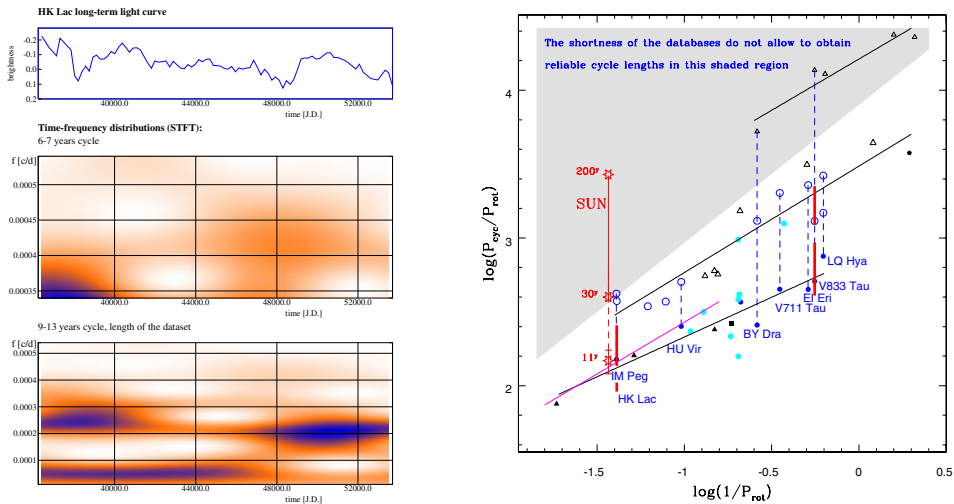 HK Lac long-term light curve
brightness
-0.2
-0.1
0.0
0.1
0.2
40000.0
44000.0
48000.0
52000.0
time [J.D.]
Time-frequency distributions (STFT):
6-7 years cycle
f [c/d]
0.0005
0.00045
0.0004
0.00035
40000.0
44000.0
48000.0
52000.0
time [J.D.]
9-13 years cycle, length of the dataset
f [c/d]
0.0005
0.0004
0.0003
0.0002
0.0001
40000.0
44000.0
48000.0
52000.0
time [J.D.]
The shortness of the databases do not allow to obtain
reliable cycle lengths in this shaded region
log(P_cyc/P_rot)
4
3
2
200y
SUN
30y
11y
LQ Hya
V833 Tau
EI Eri
V711 Tau
BY Dra
HU Vir
IM Peg
HK Lac
-1.5
-1
-0.5
0
0.5
log(1/P_rot)